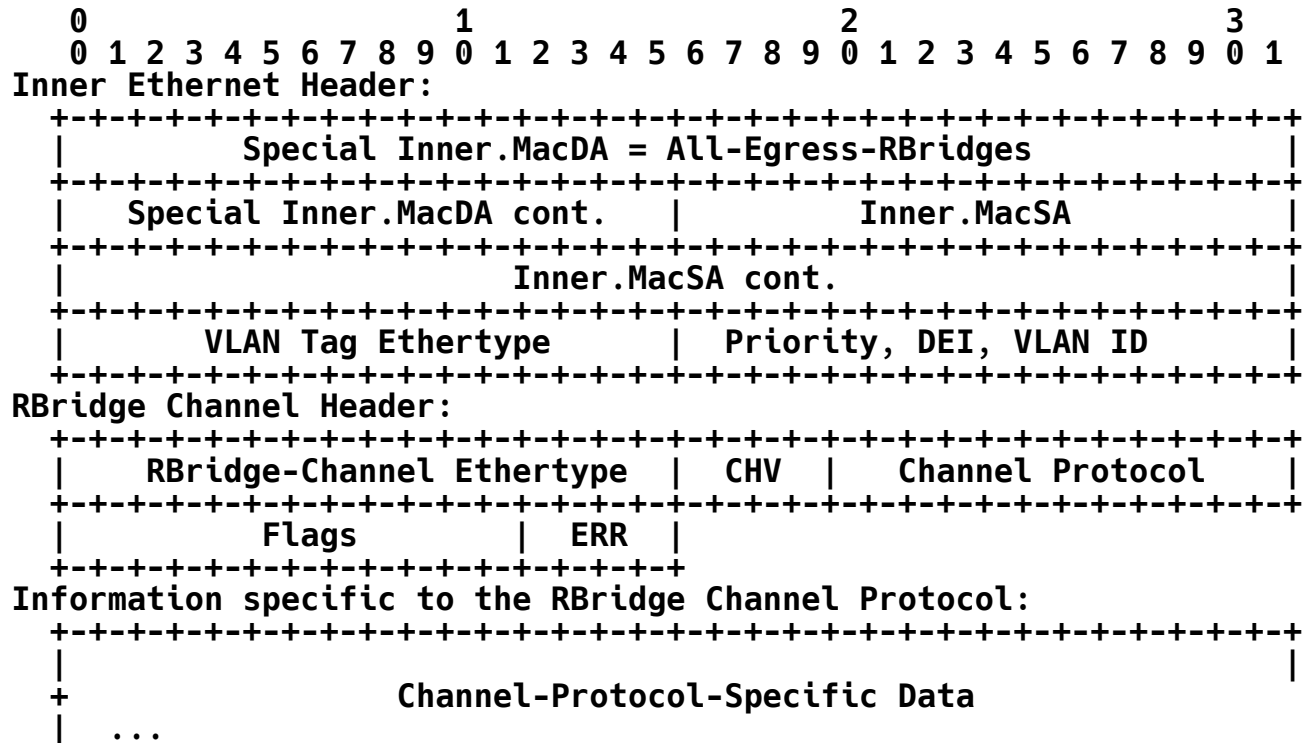 0                   1                   2                   3
    0 1 2 3 4 5 6 7 8 9 0 1 2 3 4 5 6 7 8 9 0 1 2 3 4 5 6 7 8 9 0 1
 Inner Ethernet Header:
   +-+-+-+-+-+-+-+-+-+-+-+-+-+-+-+-+-+-+-+-+-+-+-+-+-+-+-+-+-+-+-+-+
   |         Special Inner.MacDA = All-Egress-RBridges             |
   +-+-+-+-+-+-+-+-+-+-+-+-+-+-+-+-+-+-+-+-+-+-+-+-+-+-+-+-+-+-+-+-+
   |   Special Inner.MacDA cont.   |         Inner.MacSA           |
   +-+-+-+-+-+-+-+-+-+-+-+-+-+-+-+-+-+-+-+-+-+-+-+-+-+-+-+-+-+-+-+-+
   |                       Inner.MacSA cont.                       |
   +-+-+-+-+-+-+-+-+-+-+-+-+-+-+-+-+-+-+-+-+-+-+-+-+-+-+-+-+-+-+-+-+
   |       VLAN Tag Ethertype      |  Priority, DEI, VLAN ID       |
   +-+-+-+-+-+-+-+-+-+-+-+-+-+-+-+-+-+-+-+-+-+-+-+-+-+-+-+-+-+-+-+-+
 RBridge Channel Header:
   +-+-+-+-+-+-+-+-+-+-+-+-+-+-+-+-+-+-+-+-+-+-+-+-+-+-+-+-+-+-+-+-+
   |    RBridge-Channel Ethertype  |  CHV  |   Channel Protocol    |
   +-+-+-+-+-+-+-+-+-+-+-+-+-+-+-+-+-+-+-+-+-+-+-+-+-+-+-+-+-+-+-+-+
   |          Flags        |  ERR  |
   +-+-+-+-+-+-+-+-+-+-+-+-+-+-+-+-+
 Information specific to the RBridge Channel Protocol:
   +-+-+-+-+-+-+-+-+-+-+-+-+-+-+-+-+-+-+-+-+-+-+-+-+-+-+-+-+-+-+-+-+
   |                                                               |
   +                 Channel-Protocol-Specific Data
   |  ...